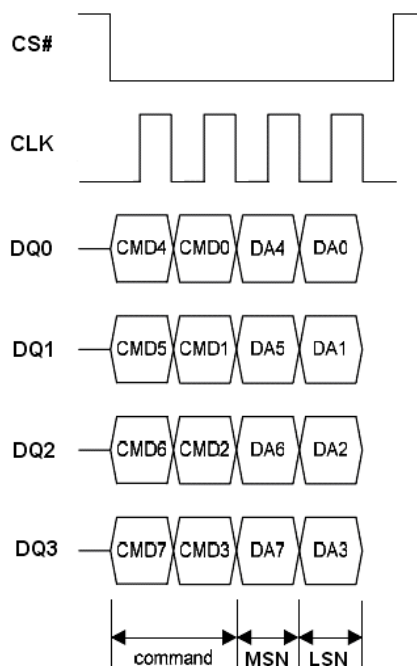 CS#
CLK
DQ0 CMD4 CMD0 DA4 DA0
DQ1 CMD5 CMD1 DA5 DA1
DQ2 CMD6 CMD2 DA6 DA2
DQ3 CMD7 CMD3 DA7 DA3
command MSN LSN